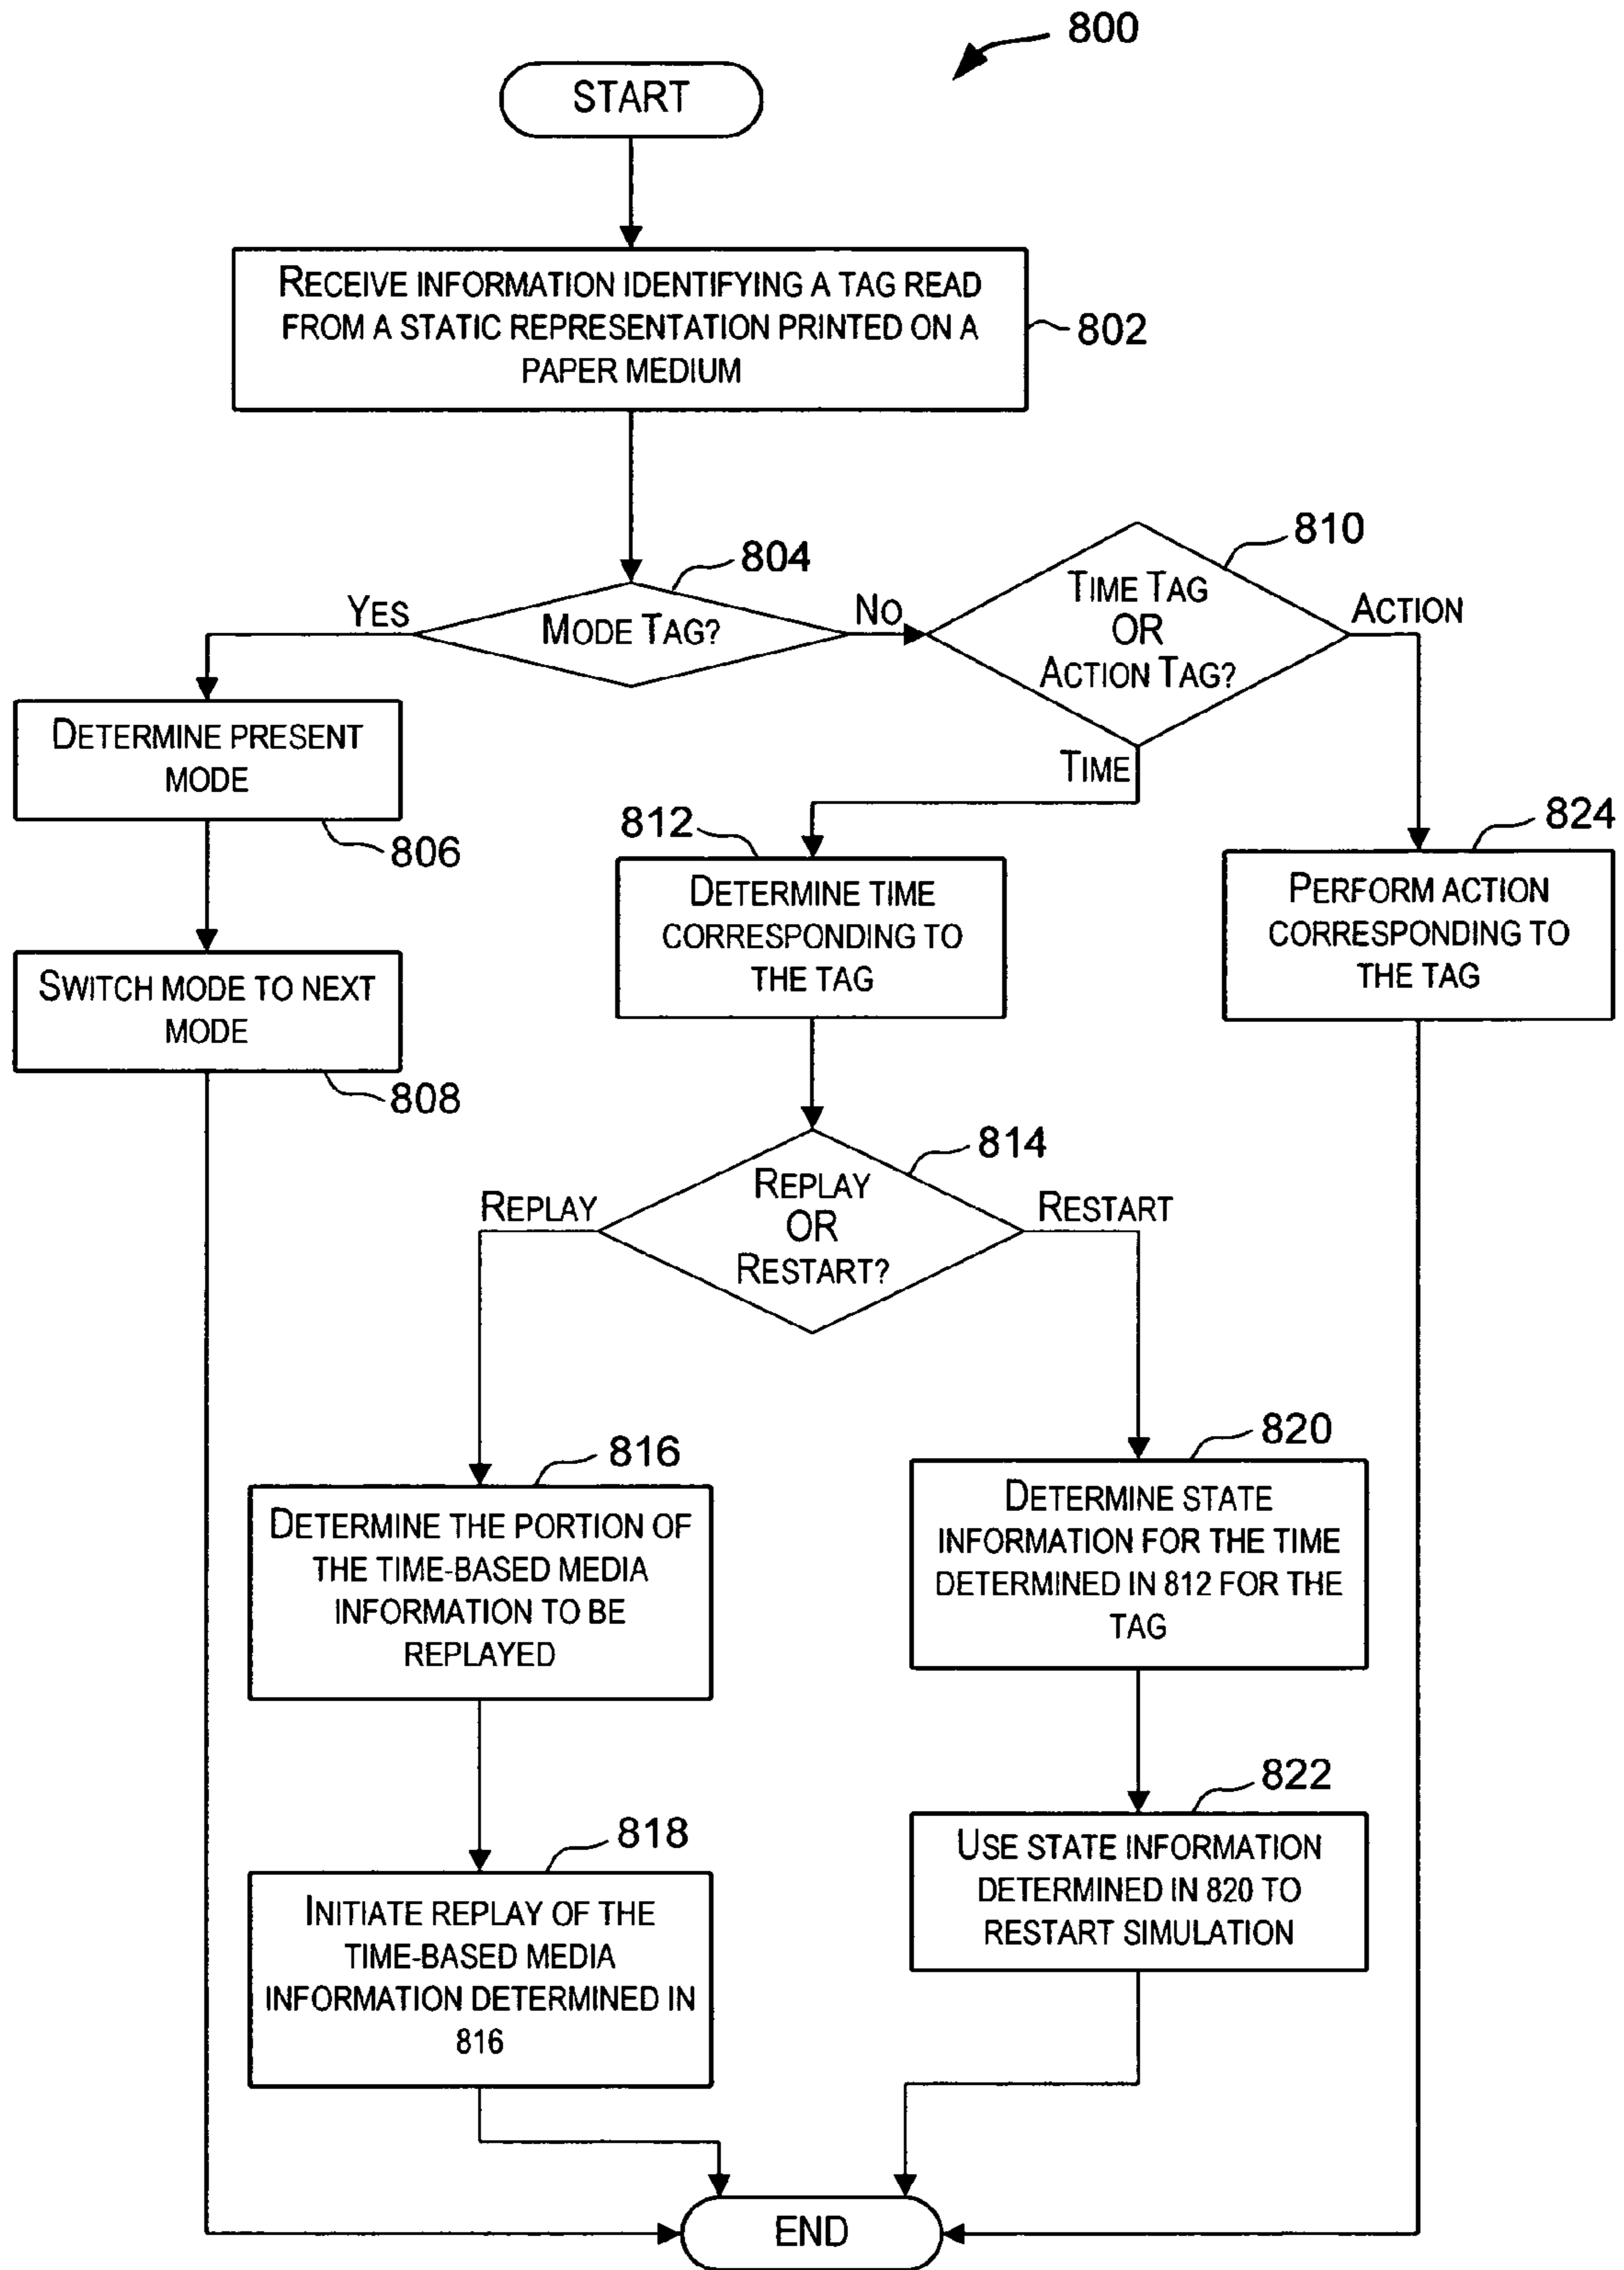 800
START
RECEIVE INFORMATION IDENTIFYING A TAG READ
FROM A STATIC REPRESENTATION PRINTED ON A
PAPER MEDIUM
802
804
MODE TAG?
YES
NO
810
TIME TAG
OR
ACTION TAG?
ACTION
TIME
DETERMINE PRESENT
MODE
806
SWITCH MODE TO NEXT
MODE
808
812
DETERMINE TIME
CORRESPONDING TO
THE TAG
824
PERFORM ACTION
CORRESPONDING TO
THE TAG
814
REPLAY
OR
RESTART?
REPLAY
RESTART
816
DETERMINE THE PORTION OF
THE TIME-BASED MEDIA
INFORMATION TO BE
REPLAYED
818
INITIATE REPLAY OF THE
TIME-BASED MEDIA
INFORMATION DETERMINED IN
816
820
DETERMINE STATE
INFORMATION FOR THE TIME
DETERMINED IN 812 FOR THE
TAG
822
USE STATE INFORMATION
DETERMINED IN 820 TO
RESTART SIMULATION
END